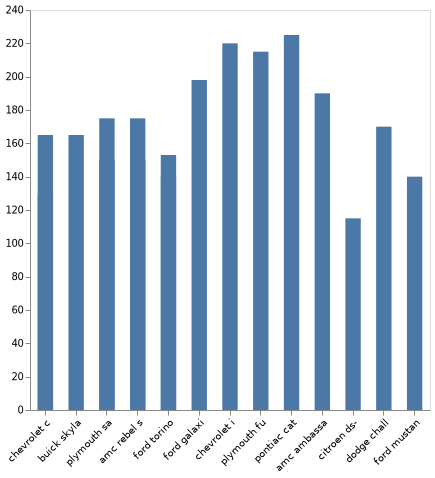 240
220
200
180
160
140
120
100
80
60
40
20
0
chevrolet c
buick skyla
plymouth sa
amc rebel s
ford torino
ford galaxi
chevrolet i
plymouth fu
pontiac cat
amc ambassa
citroen ds-
dodge chall
ford mustan